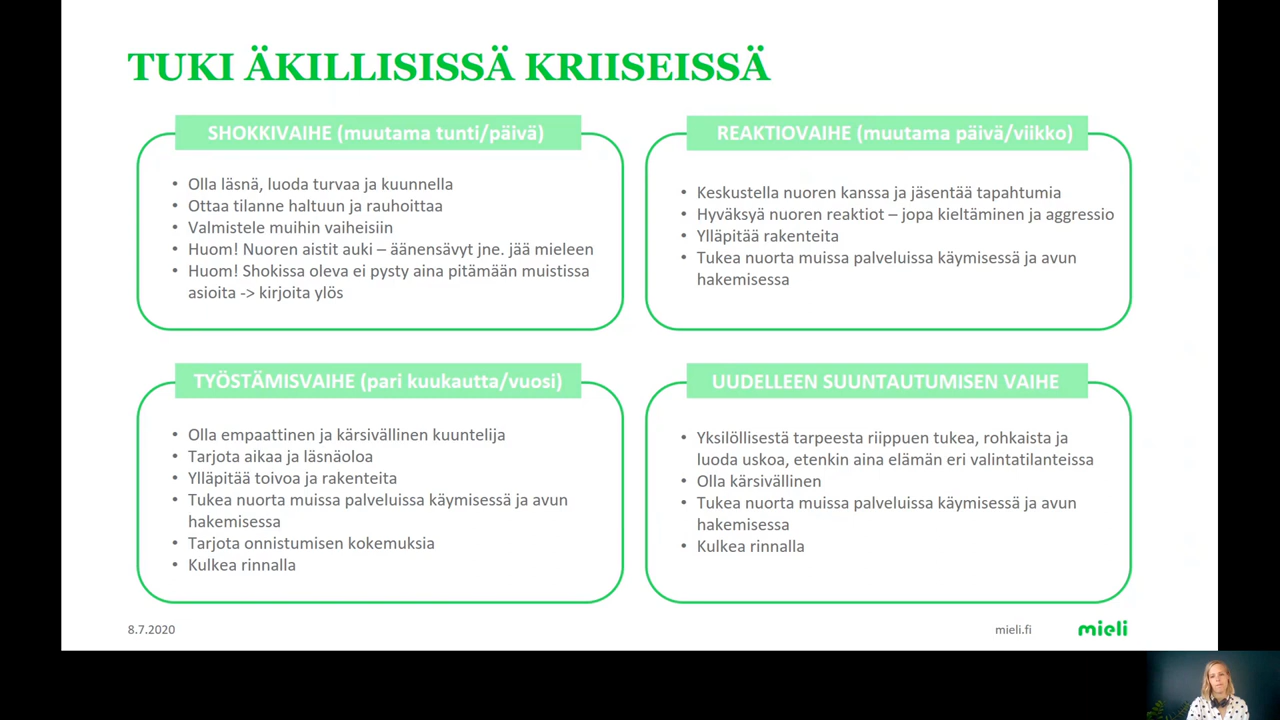 TUKI ÄKILLISISSÄ KRIISEISSÄ
SHOKKIVAIHE (muutama tunti/päivä)
• Olla läsnä, luoda turvaa ja kuunnella
• Ottaa tilanne haltuun ja rauhoittaa
• Valmistele muihin vaiheisiin
• Huom! Nuoren aistit auki – äänensävyt jne. jää mieleen
• Huom! Shokissa oleva ei pysty aina pitämään muistissa
asioita -> kirjoita ylös
REAKTIOVAIHE (muutama päivä/viikko)
• Keskustella nuoren kanssa ja jäsentää tapahtumia
• Hyväksyä nuoren reaktiot – jopa kieltäminen ja aggressio
• Ylläpitää rakenteita
• Tukea nuorta muissa palveluissa käymisessä ja avun
hakemisessa
TYÖSTÄMISVAIHE (pari kuukautta/vuosi)
• Olla empaattinen ja kärsivällinen kuuntelija
• Tarjota aikaa ja läsnäoloa
• Ylläpitää toivoa ja rakenteita
• Tukea nuorta muissa palveluissa käymisessä ja avun
hakemisessa
• Tarjota onnistumisen kokemuksia
• Kulkea rinnalla
UUDELLEEN SUUNTAUTUMISEN VAIHE
• Yksilöllisestä tarpeesta riippuen tukea, rohkaista ja
luoda uskoa, etenkin aina elämän eri valintatilanteissa
• Olla kärsivällinen
• Tukea nuorta muissa palveluissa käymisessä ja avun
hakemisessa
• Kulkea rinnalla
8.7.2020
mieli.fi
mieli